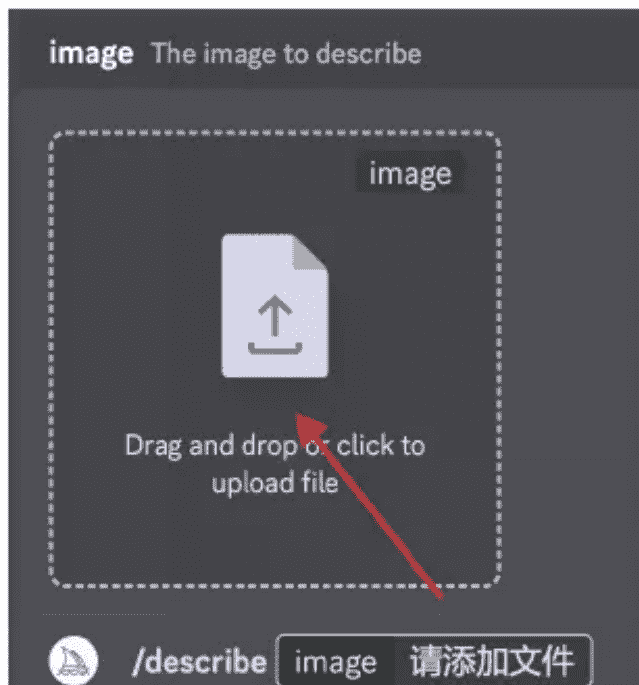 image The image to describe
image
Drag and drop or click to
upload file
/describe image 请添加文件